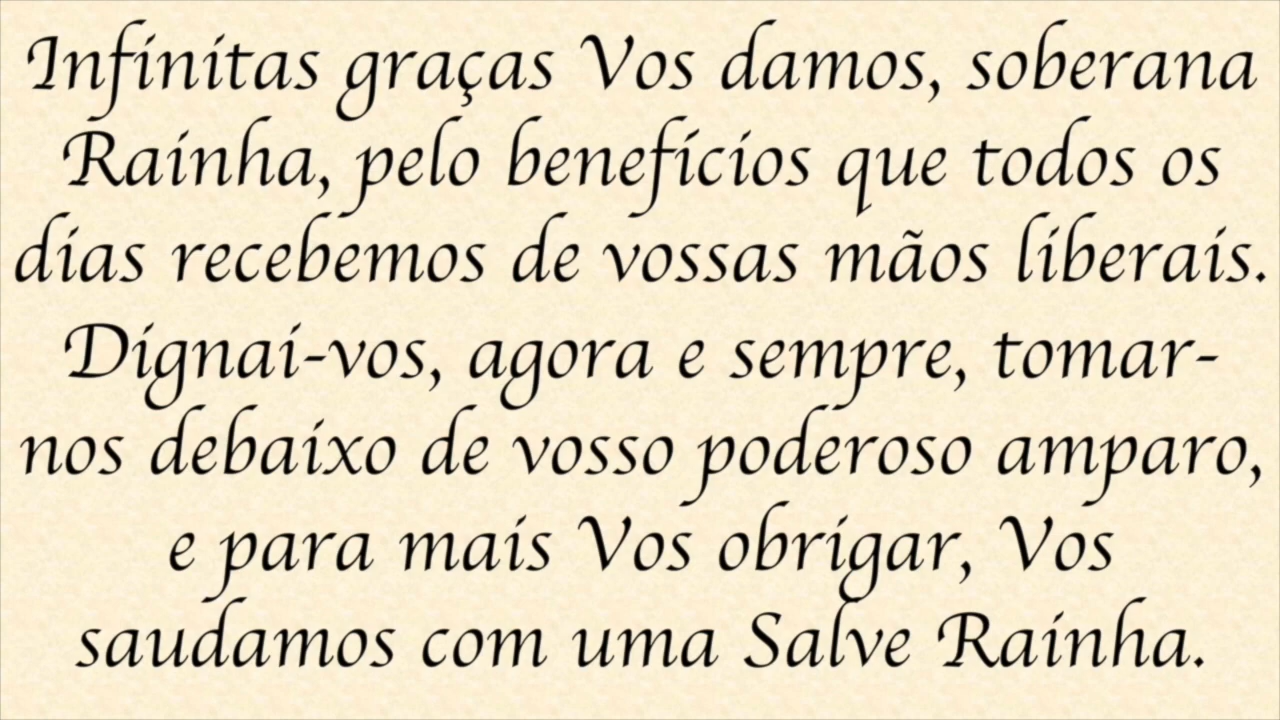 Infinitas graças Vos damos, soberana
Rainha, pelo benefícios que todos os
dias recebemos de vossas mãos liberais.
Dignai-vos, agora e sempre, tomar-
nos debaixo de vosso poderoso amparo,
e para mais Vos obrigar, Vos
saudamos com uma Salve Rainha.